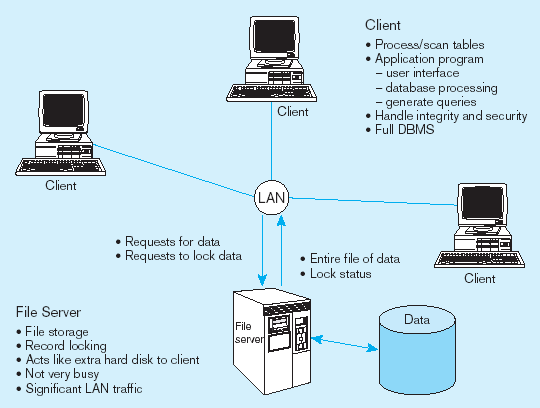 Client
• Process/scan tables
• Application program
– user interface
– database processing
– generate queries
• Handle integrity and security
• Full DBMS
Client
Client
LAN
Client
• Requests for data
• Requests to lock data
• Entire file of data
• Lock status
File Server
• File storage
• Record locking
• Acts like extra hard disk to client
• Not very busy
• Significant LAN traffic
File
server
Data